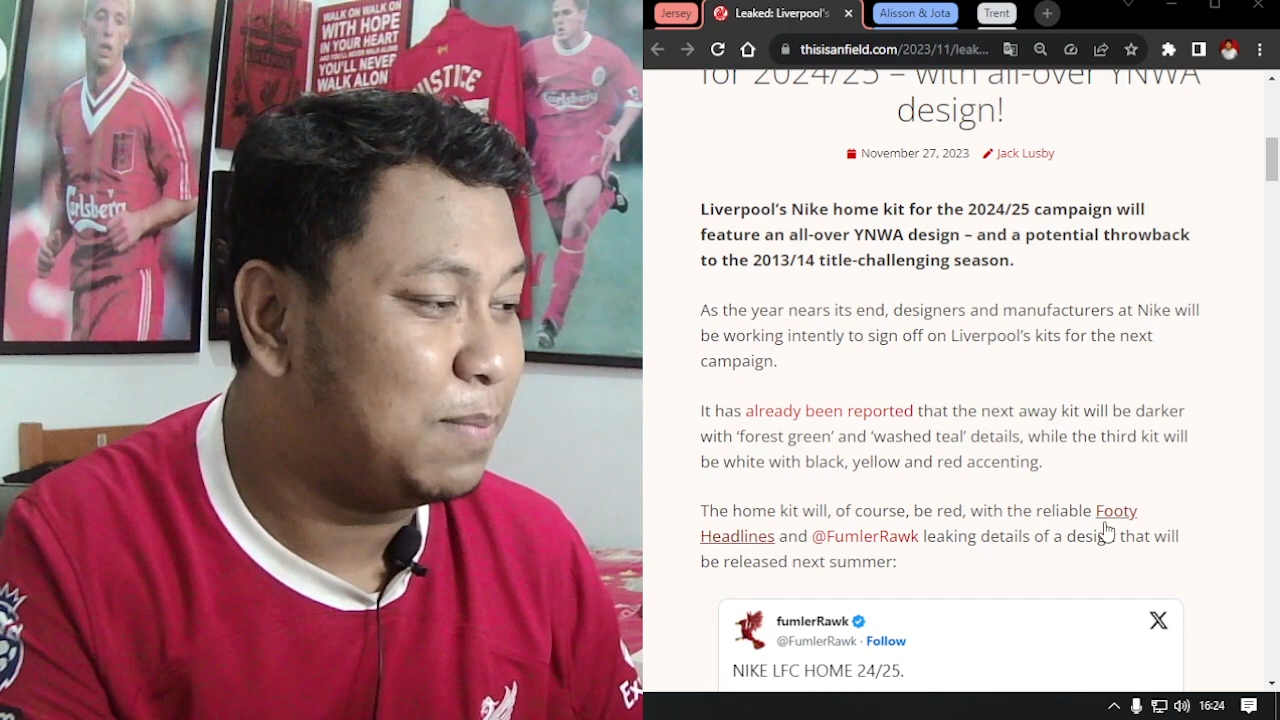 WALK ON WALK ON
WITH HOPE
IN YOUR HEART
YOU'LL NEVER
WALK ALON
JUSTICE
Carlsberg
Carlsberg
Ex
Jersey
Leaked: Liverpool's
Alisson & Jota
Trent
thisisanfield.com/2023/11/leak...
for 2024/25 – with all-over YNWA
design!
November 27, 2023
Jack Lusby
Liverpool’s Nike home kit for the 2024/25 campaign will
feature an all-over YNWA design – and a potential throwback
to the 2013/14 title-challenging season.
As the year nears its end, designers and manufacturers at Nike will
be working intently to sign off on Liverpool’s kits for the next
campaign.
It has already been reported that the next away kit will be darker
with ‘forest green’ and ‘washed teal’ details, while the third kit will
be white with black, yellow and red accenting.
The home kit will, of course, be red, with the reliable Footy
Headlines and @FumlerRawk leaking details of a design that will
be released next summer:
fumlerRawk
@FumlerRawk · Follow
NIKE LFC HOME 24/25.
16:24